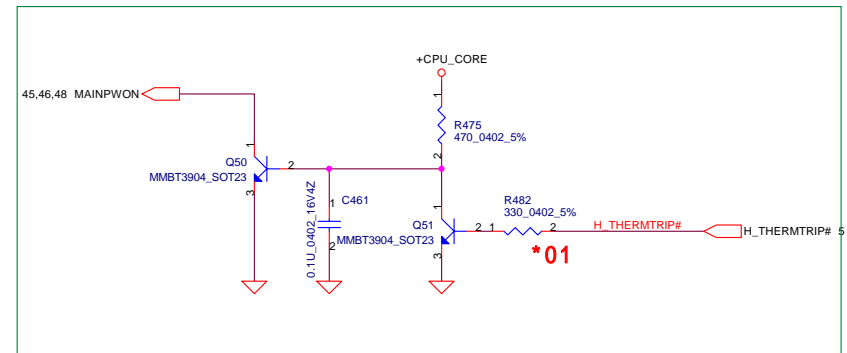 +CPU_CORE
45,46,48 MAINPWON
1
R475
470_0402_5%
2
1
Q50
2
MMBT3904_SOT23
3
1
C461
2
0.1U_0402_16V4Z
1
Q51
MMBT3904_SOT23
3
2
1
R482
330_0402_5%
2
H_THERMTRIP#
H_THERMTRIP# 5
*01